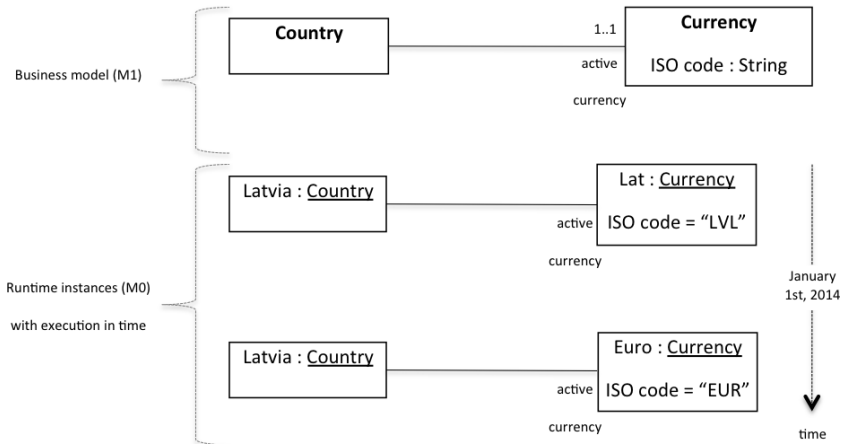 Country
1..1
Currency
active
ISO code : String
currency
Business model (M1)
Latvia : Country
Lat : Currency
active
ISO code = “LVL”
currency
January
1st, 2014
Runtime instances (M0)
with execution in time
Latvia : Country
Euro : Currency
active
ISO code = “EUR”
currency
time